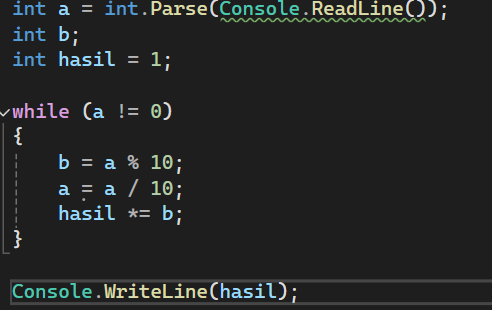 int a = int.Parse(Console.ReadLine());
int b;
int hasil = 1;
while (a != 0)
{
b = a % 10;
a = a / 10;
hasil *= b;
}
Console.WriteLine(hasil);